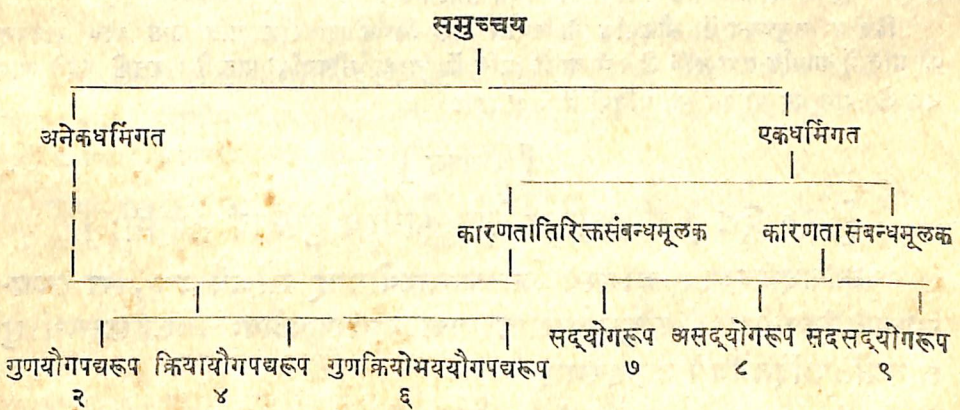 समुच्चय
अनेकधर्मिगत एकधर्मिगत
कारणतातिरिक्तसंबन्धमूलक कारणतासंबन्धमूलक
सद्योगरूप असद्योगरूप सदसद्योगरूप
७ ८ ९
गुणयौगपद्यरूप क्रियायौगपद्यरूप गुणक्रियोभययौगपद्यरूप
२ ४ ६